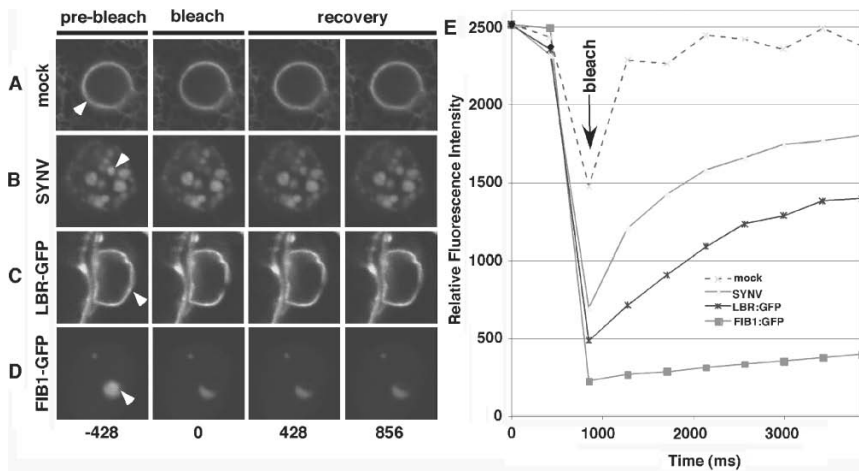 pre-bleach bleach recovery
A mock
B SYNV
C LBR-GFP
D FIB1-GFP
-428 0 428 856
E
Relative Fluorescence Intensity
2500
2000
1500
1000
500
0
bleach
mock
SYNV
LBR:GFP
FIB1:GFP
0 1000 2000 3000
Time (ms)